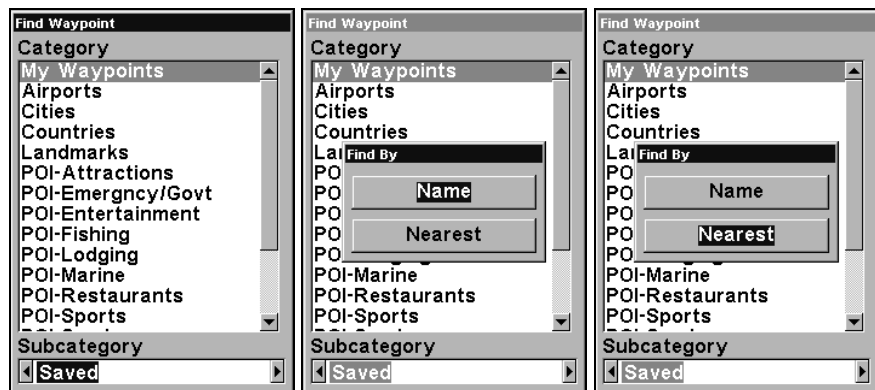 Find Waypoint
Category
My Waypoints
Airports
Cities
Countries
Landmarks
POI-Attractions
POI-Emergncy/Govt
POI-Entertainment
POI-Fishing
POI-Lodging
POI-Marine
POI-Restaurants
POI-Sports
Subcategory
Saved
Find Waypoint
Category
My Waypoints
Airports
Cities
Countries
Find By
Name
Nearest
POI-Marine
POI-Restaurants
POI-Sports
Subcategory
Saved
Find Waypoint
Category
My Waypoints
Airports
Cities
Countries
Find By
Name
Nearest
POI-Marine
POI-Restaurants
POI-Sports
Subcategory
Saved